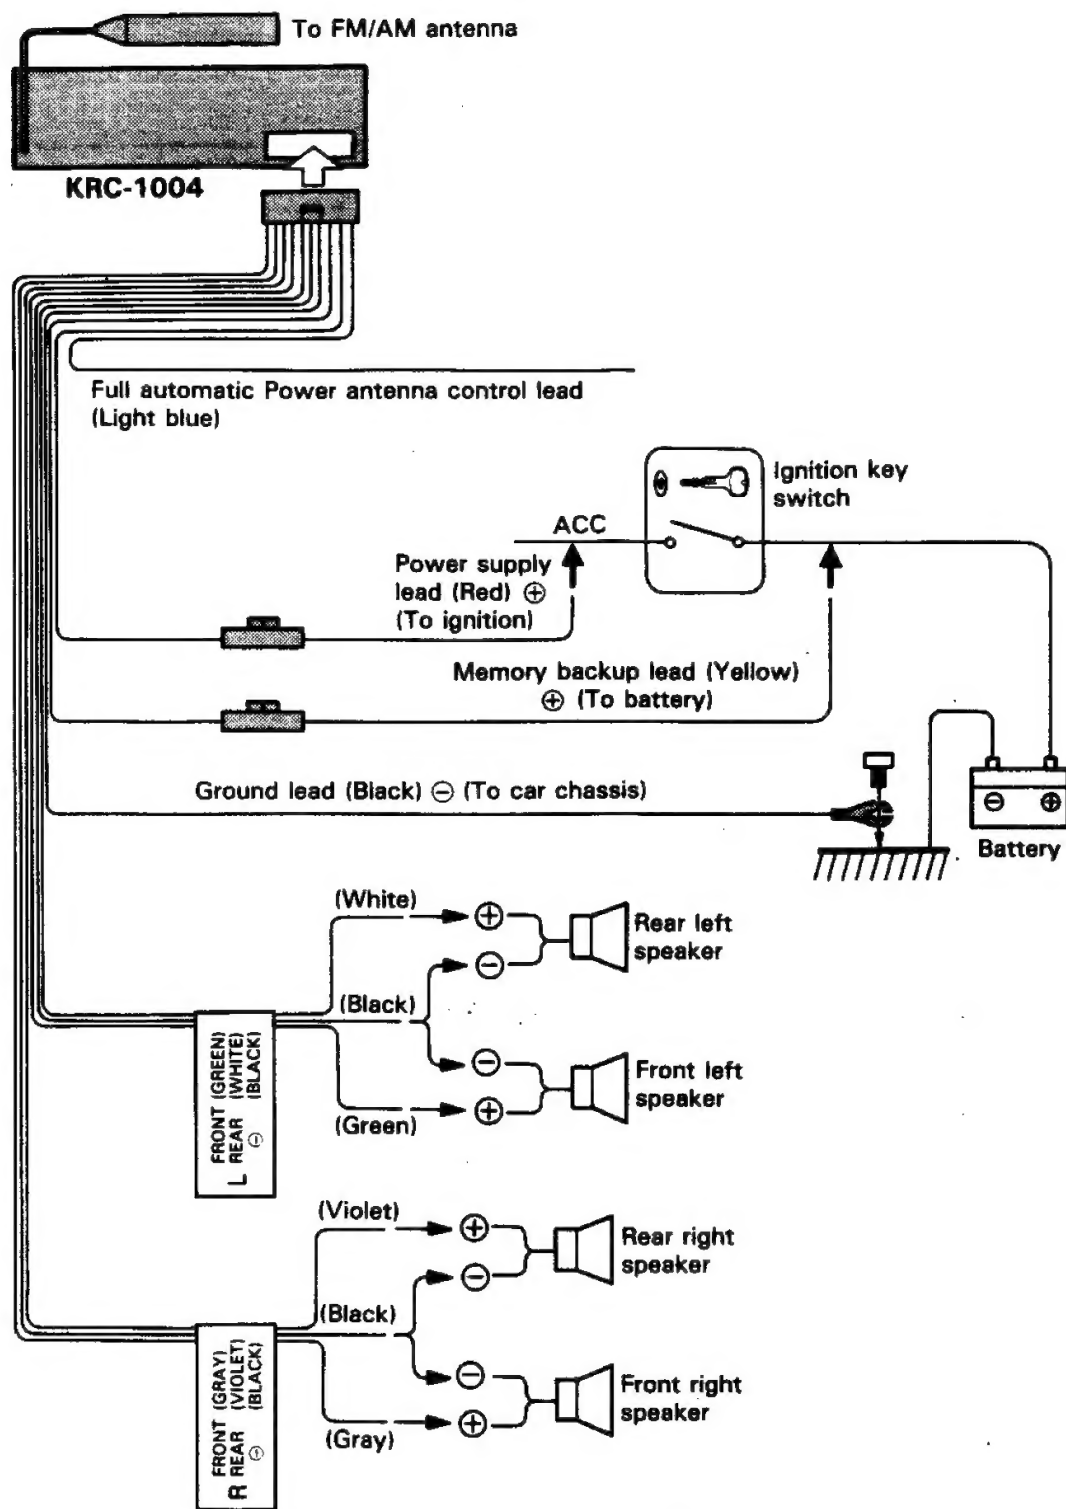 To FM/AM antenna
KRC-1004
Full automatic Power antenna control lead
(Light blue)
Ignition key
switch
ACC
Power supply
lead (Red) ⊕
(To ignition)
Memory backup lead (Yellow)
⊕ (To battery)
Ground lead (Black) ⊖ (To car chassis)
⊖ ⊕
Battery
(White)
⊕
Rear left
speaker
⊖
(Black)
⊖
Front left
speaker
⊕
(Green)
FRONT (GREEN)
L REAR (WHITE)
⊖ (BLACK)
(Violet)
⊕
Rear right
speaker
⊖
(Black)
⊖
Front right
speaker
⊕
(Gray)
FRONT (GRAY)
R REAR (VIOLET)
⊖ (BLACK)